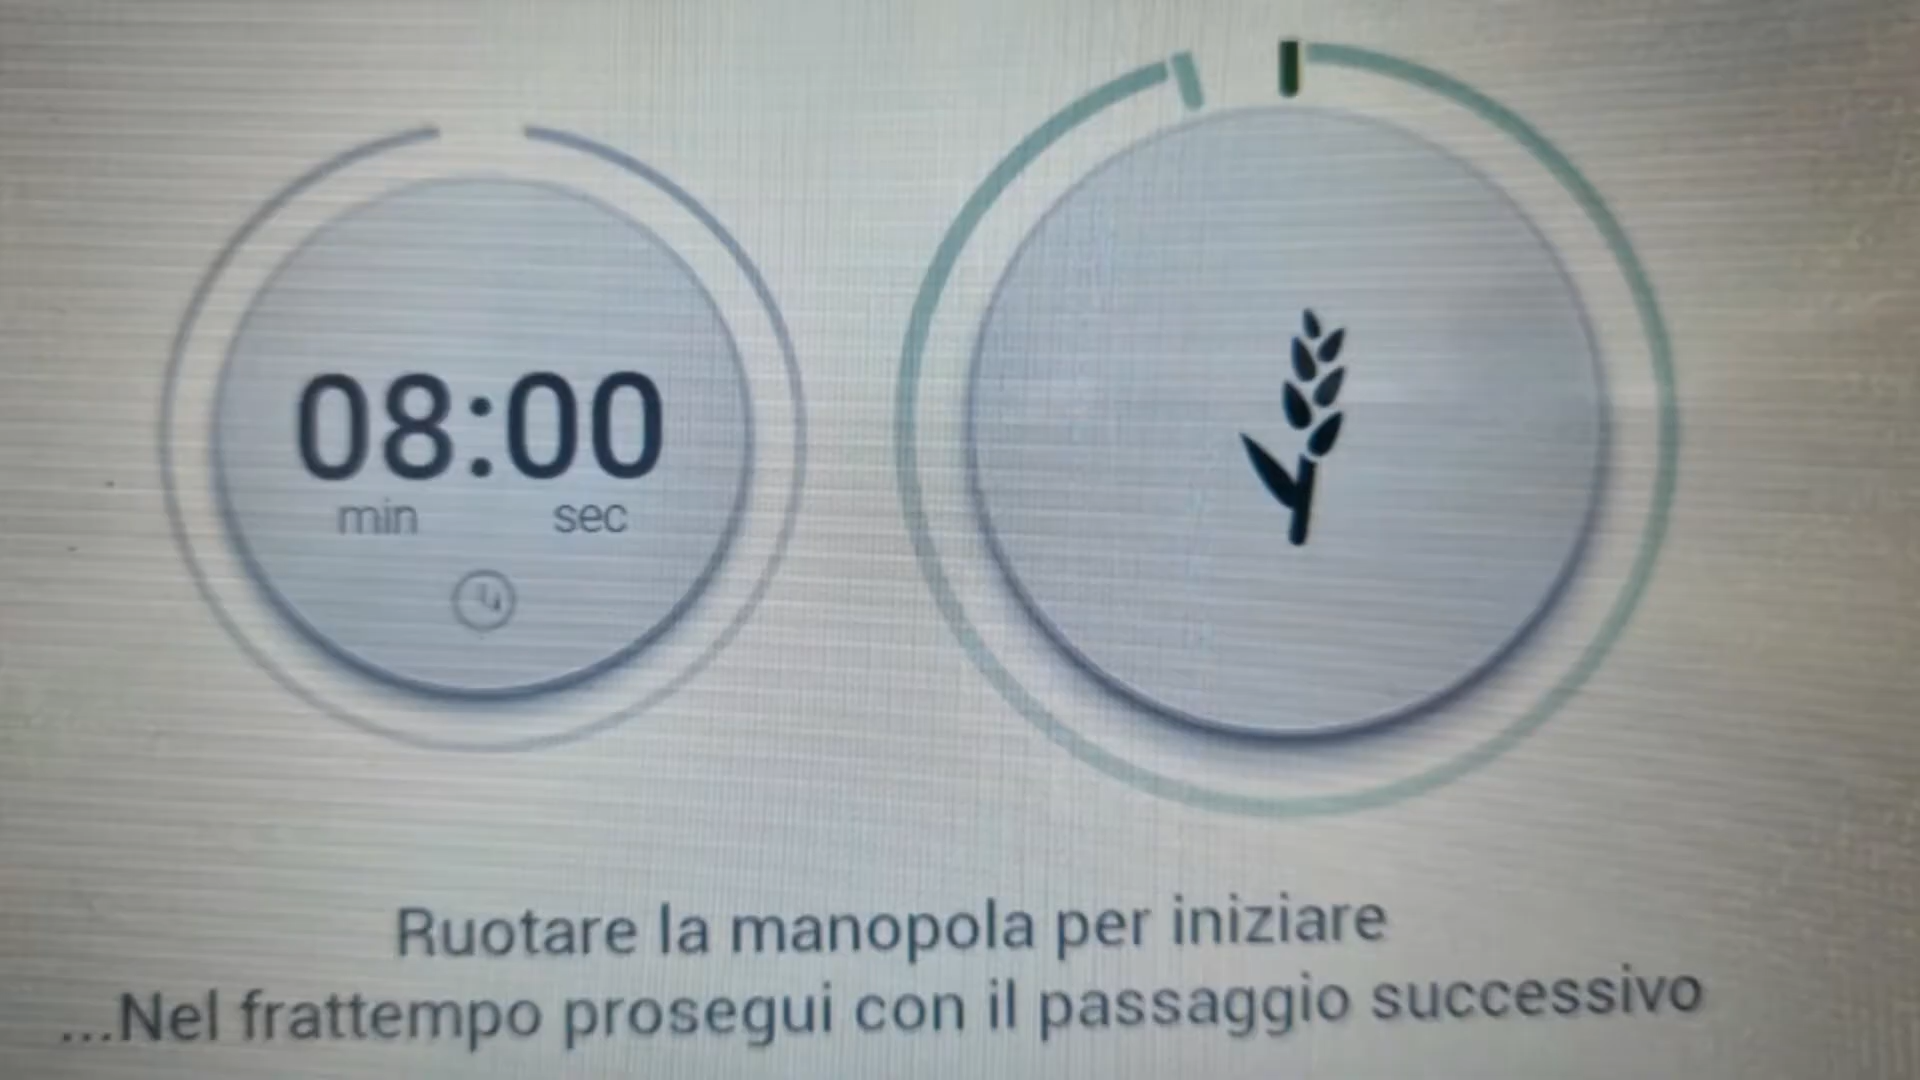 08:00
min sec
Ruotare la manopola per iniziare
...Nel frattempo prosegui con il passaggio successivo